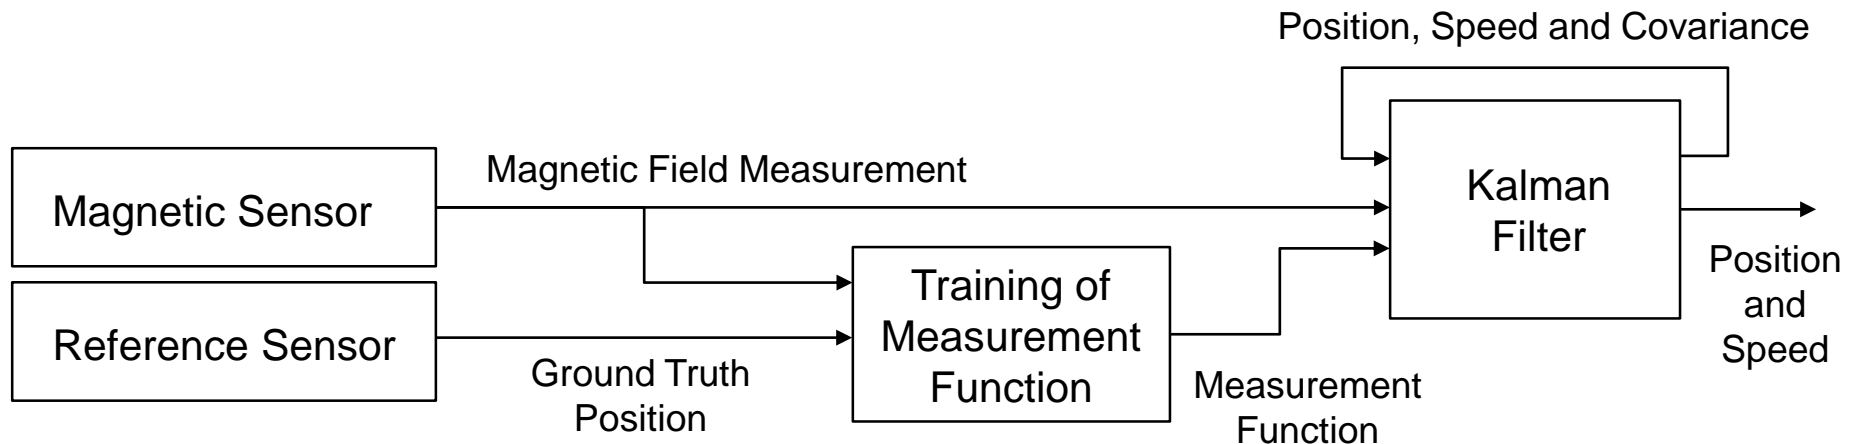 Position, Speed and Covariance
Magnetic Sensor
Magnetic Field Measurement
Kalman
Filter
Reference Sensor
Ground Truth
Position
Training of
Measurement
Function
Measurement
Function
Position
and
Speed